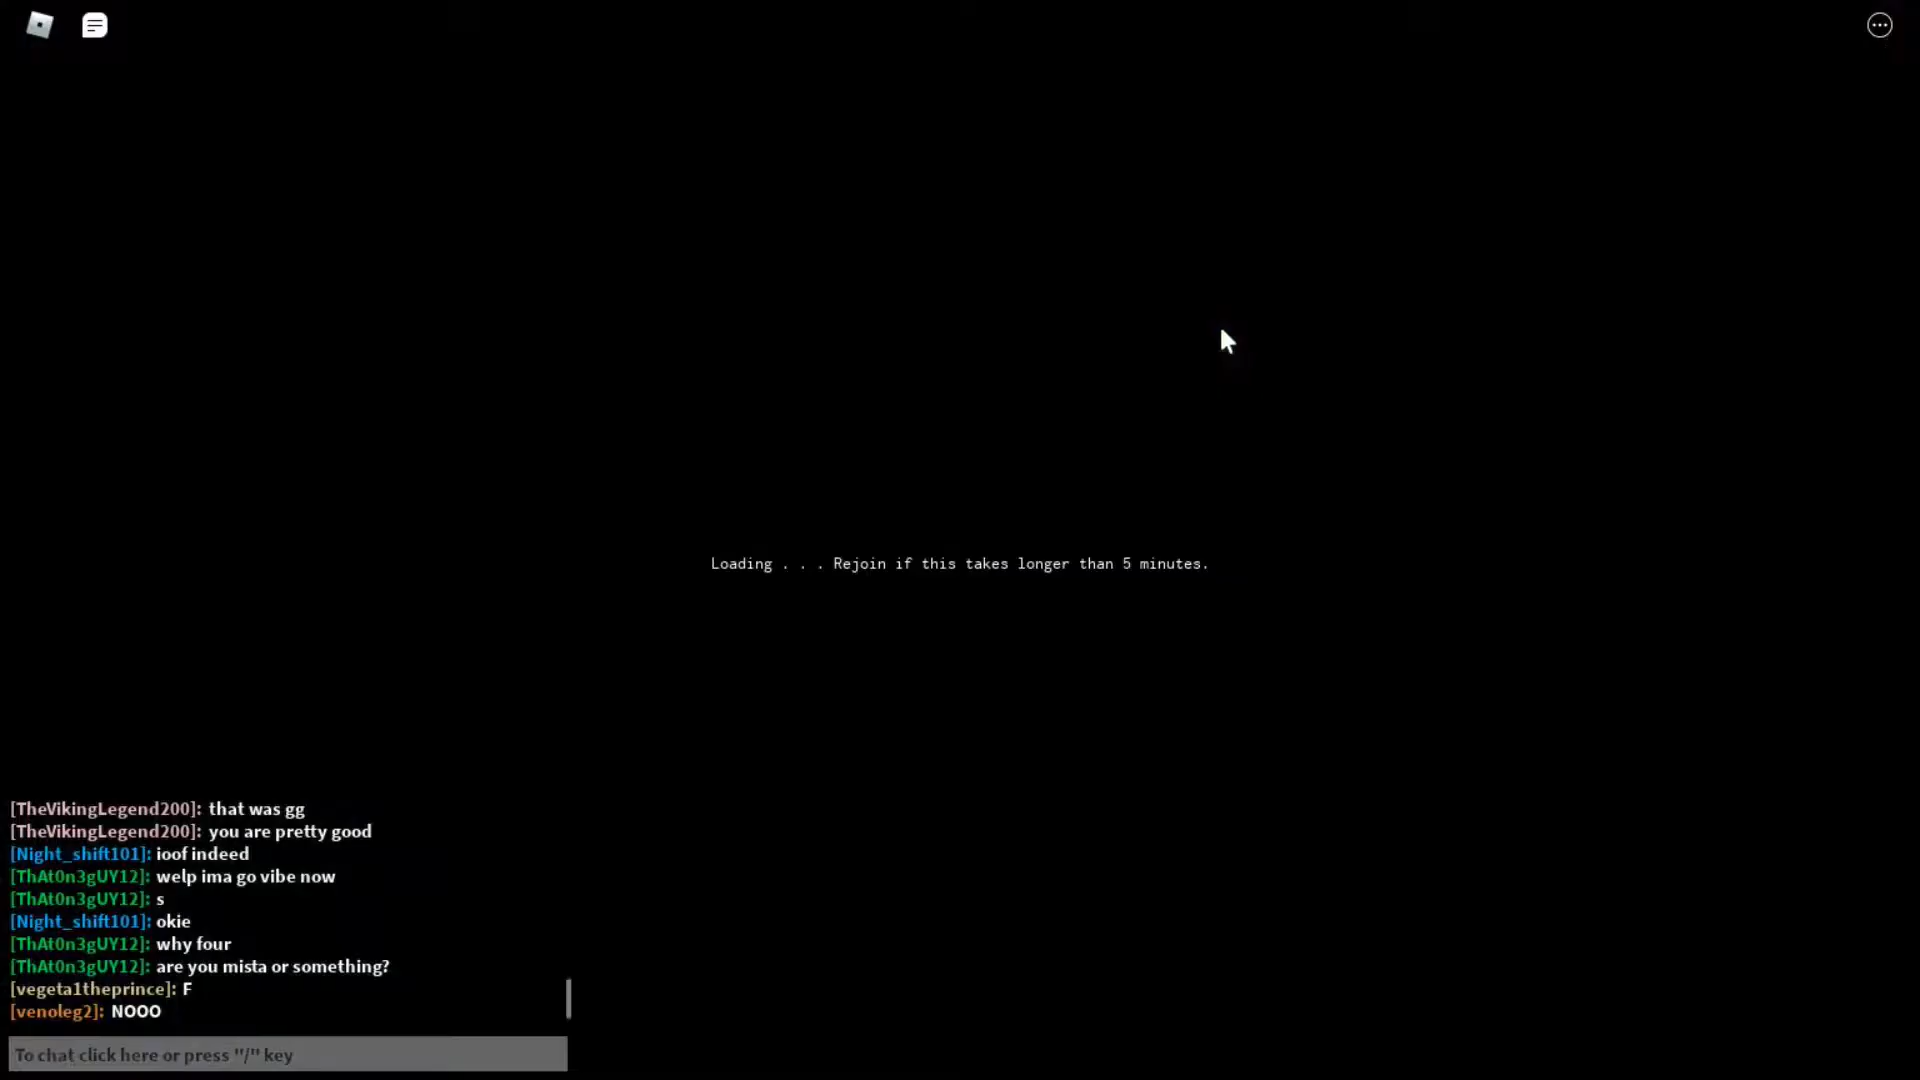 Loading . . . Rejoin if this takes longer than 5 minutes.
[TheVikingLegend200]: that was gg
[TheVikingLegend200]: you are pretty good
[Night_shift101]: ioof indeed
[ThAt0n3gUY12]: welp ima go vibe now
[ThAt0n3gUY12]: s
[Night_shift101]: okie
[ThAt0n3gUY12]: why four
[ThAt0n3gUY12]: are you mista or something?
[vegeta1theprince]: F
[venoleg2]: NOOO
To chat click here or press "/" key